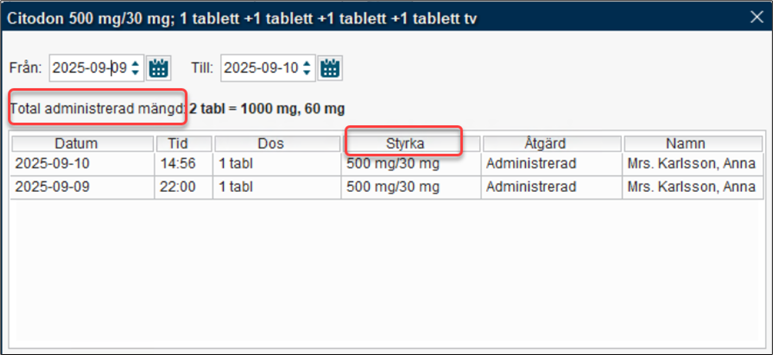 Citodon 500 mg/30 mg; 1 tablett +1 tablett +1 tablett +1 tablett tv
Från: 2025-09-09 Till: 2025-09-10
Total administrerad mängd: 2 tabl = 1000 mg, 60 mg
Datum Tid Dos Styrka Åtgärd Namn
2025-09-10 14:56 1 tabl 500 mg/30 mg Administrerad Mrs. Karlsson, Anna
2025-09-09 22:00 1 tabl 500 mg/30 mg Administrerad Mrs. Karlsson, Anna